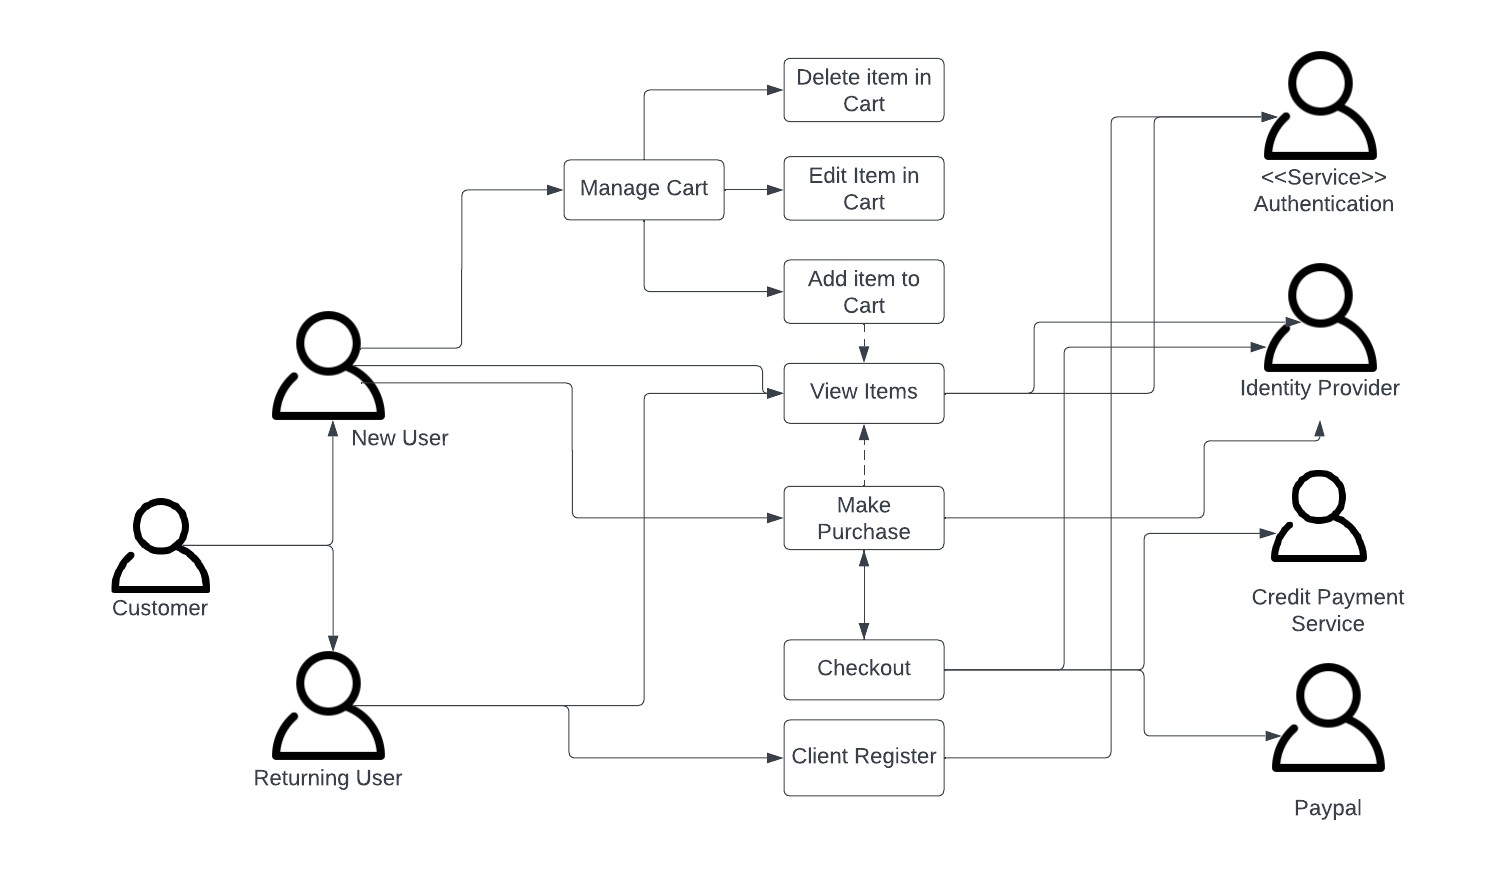 Delete item in
Cart
Manage Cart
Edit Item in
Cart
<<Service>>
Authentication
Add item to
Cart
View Items
Identity Provider
New User
Make
Purchase
Customer
Credit Payment
Service
Checkout
Client Register
Returning User
Paypal